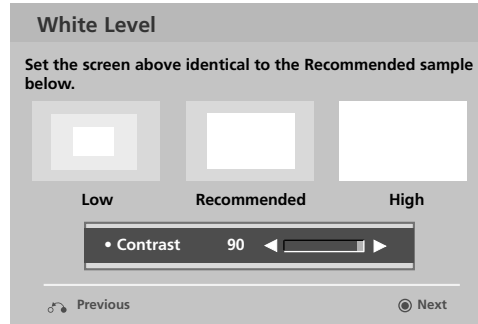 White Level
Set the screen above identical to the Recommended sample
below.
Low Recommended High
• Contrast 90
Previous Next